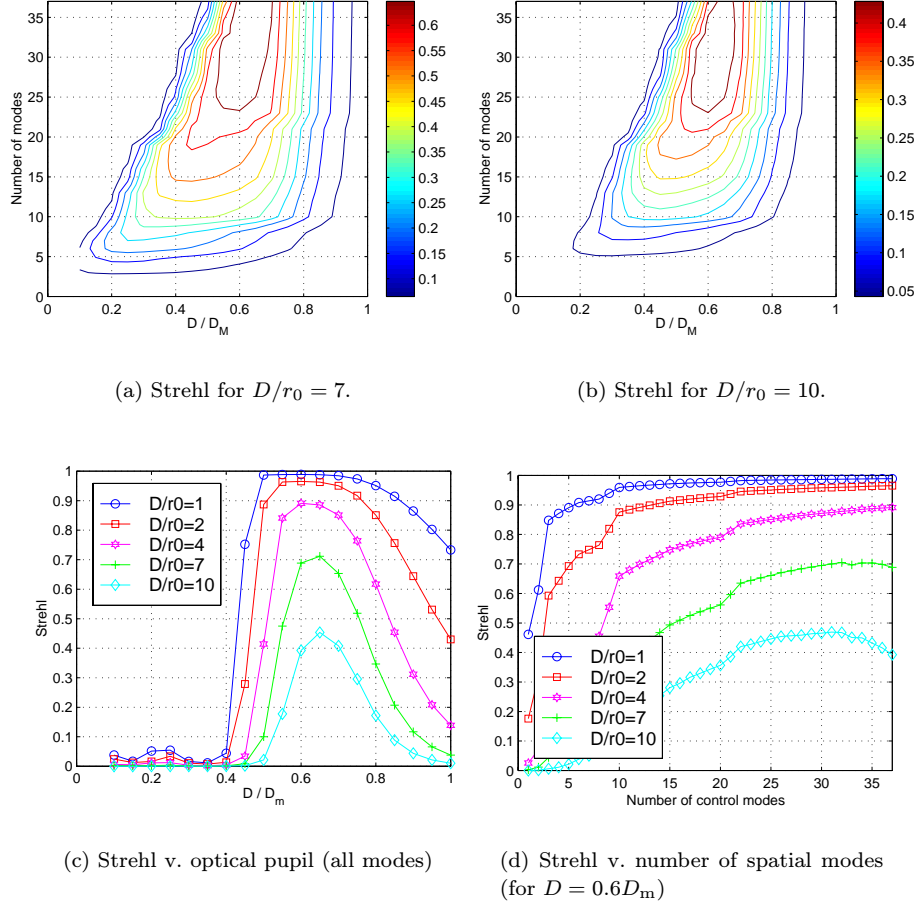 Number of modes
35
30
25
20
15
10
5
0
0 0.2 0.4 0.6 0.8 1
D / D_M
0.6
0.55
0.5
0.45
0.4
0.35
0.3
0.25
0.2
0.15
0.1
(a) Strehl for D/r₀ = 7.
Number of modes
35
30
25
20
15
10
5
0
0 0.2 0.4 0.6 0.8 1
D / D_M
0.4
0.35
0.3
0.25
0.2
0.15
0.1
0.05
(b) Strehl for D/r₀ = 10.
Strehl
1
0.9
0.8
0.7
0.6
0.5
0.4
0.3
0.2
0.1
0
D/r0=1
D/r0=2
D/r0=4
D/r0=7
D/r0=10
0 0.2 0.4 0.6 0.8 1
D / D_m
(c) Strehl v. optical pupil (all modes)
Strehl
1
0.9
0.8
0.7
0.6
0.5
0.4
0.3
0.2
0.1
0
D/r0=1
D/r0=2
D/r0=4
D/r0=7
D/r0=10
0 5 10 15 20 25 30 35
Number of control modes
(d) Strehl v. number of spatial modes
(for D = 0.6D_m)